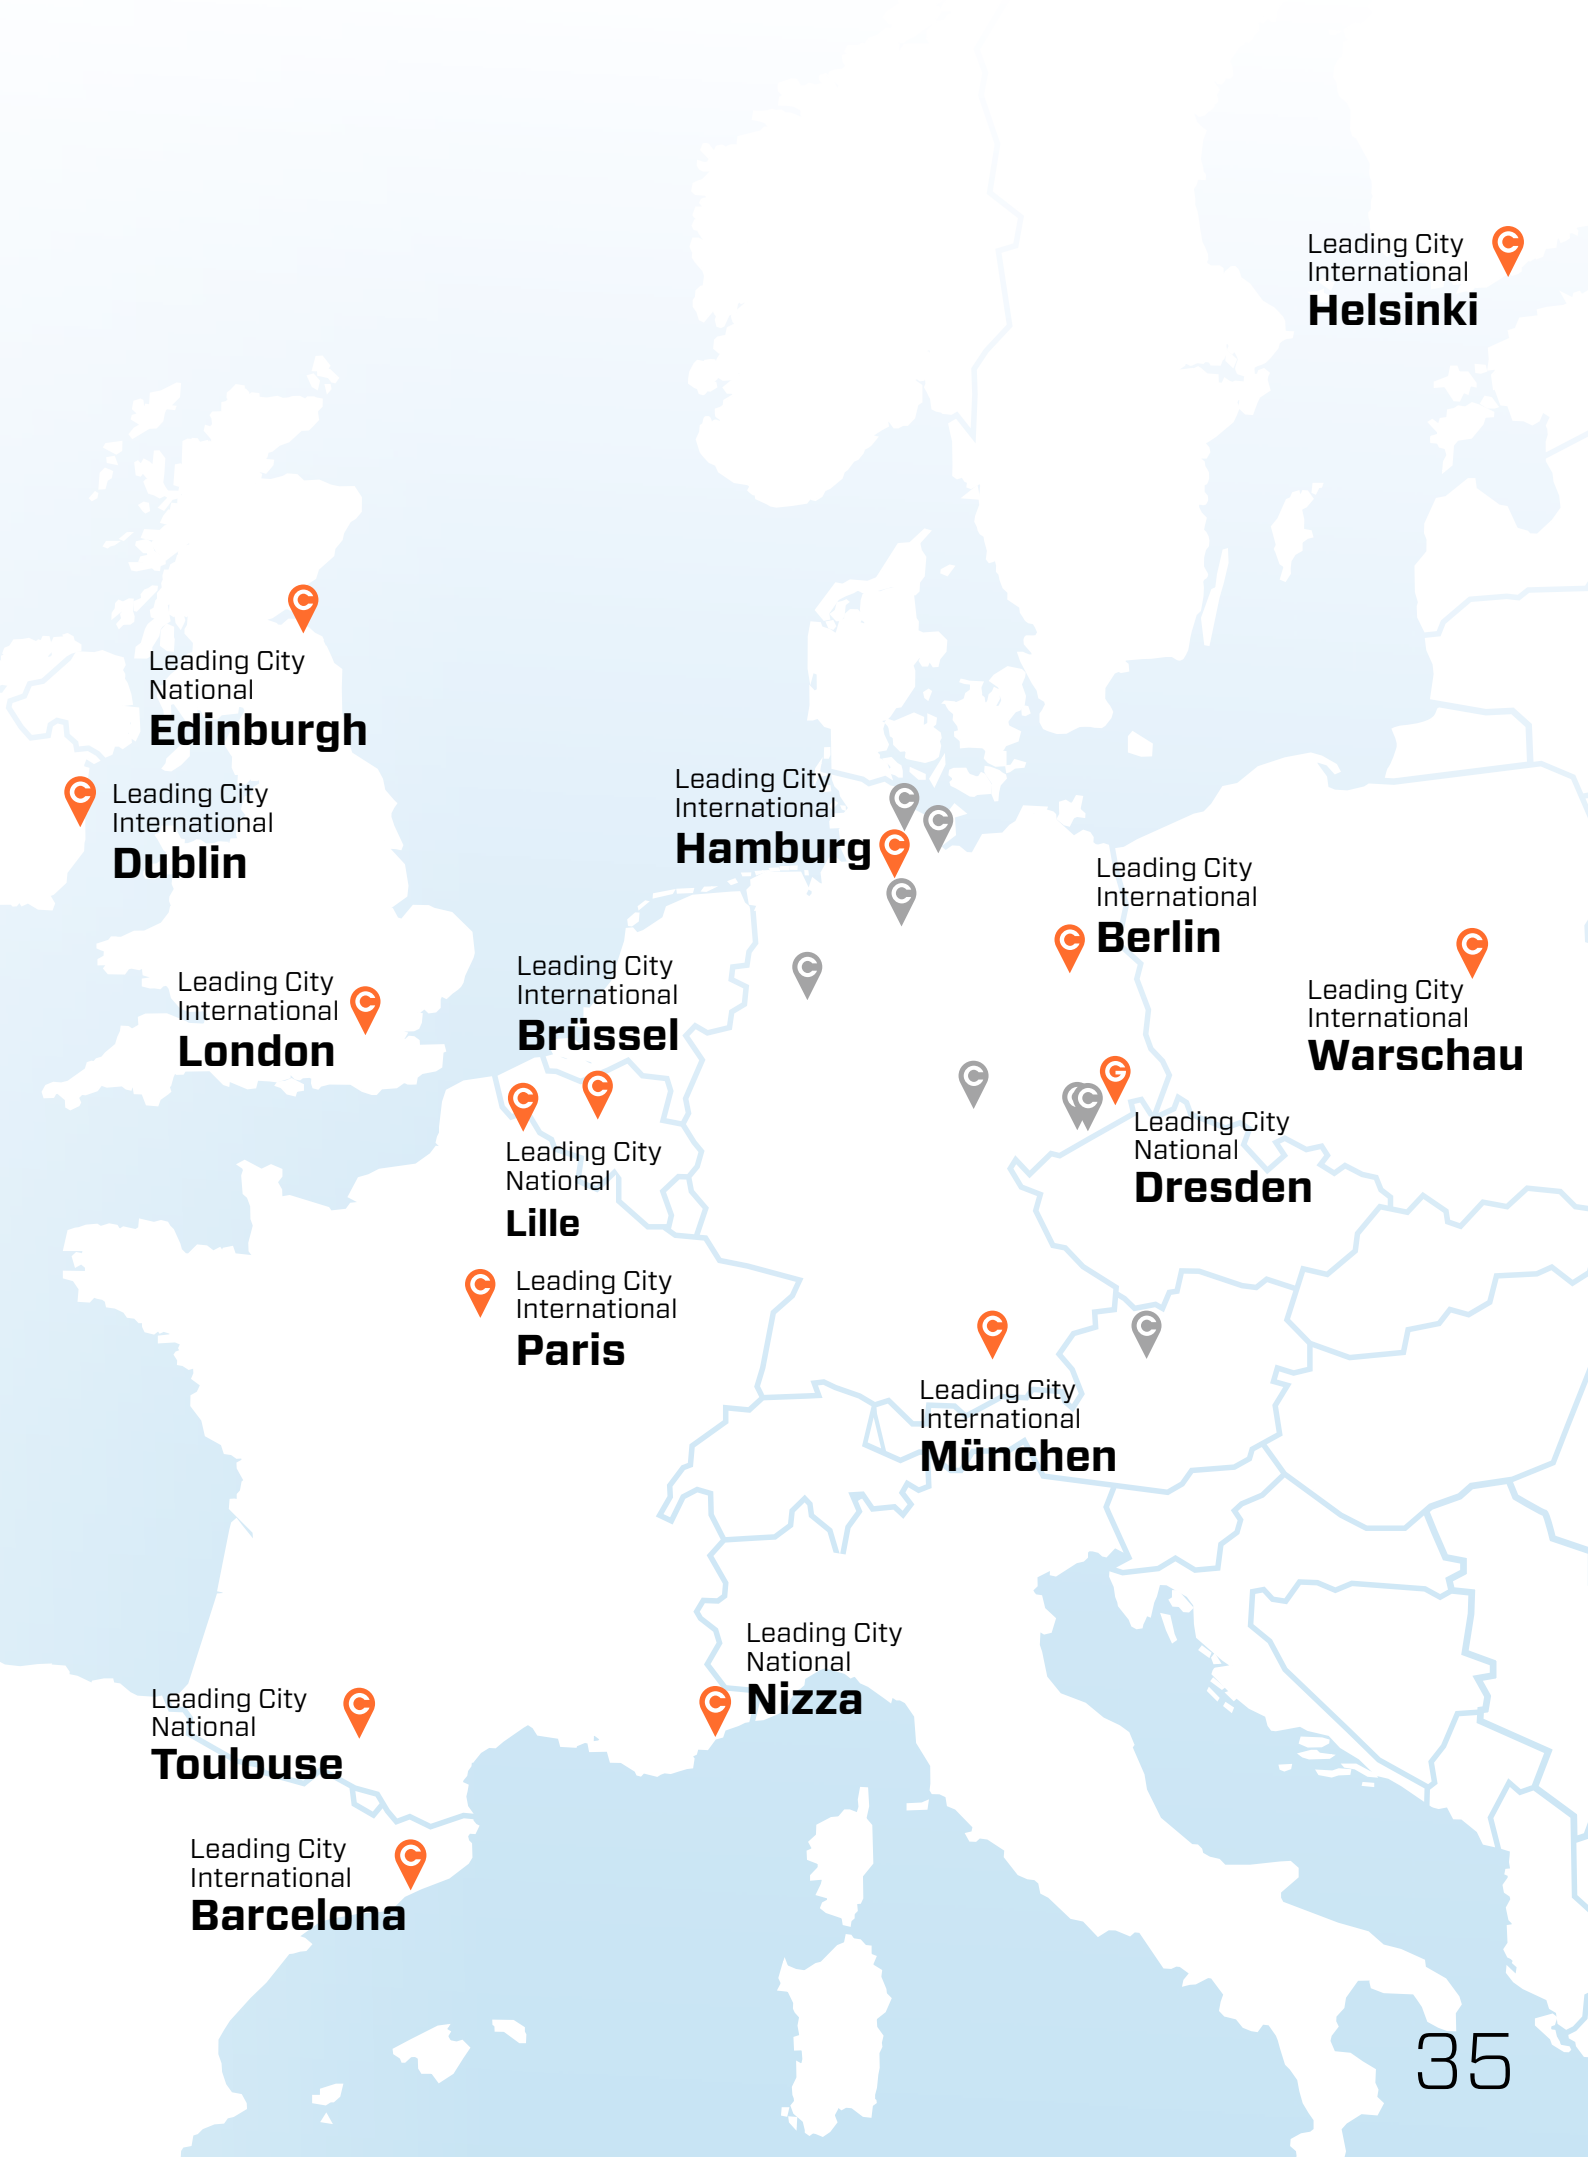 Leading City
International
Helsinki
Leading City
National
Edinburgh
Leading City
International
Dublin
Leading City
International
Hamburg
Leading City
International
Berlin
Leading City
International
London
Leading City
International
Brüssel
Leading City
International
Warschau
Leading City
National
Lille
Leading City
National
Dresden
Leading City
International
Paris
Leading City
International
München
Leading City
National
Nizza
Leading City
National
Toulouse
Leading City
International
Barcelona
35